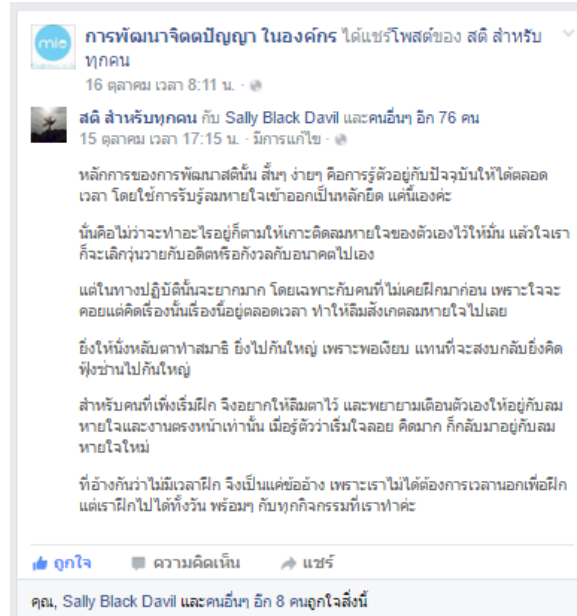 mio
การพัฒนาจิตตปัญญา ในองค์กร ได้แชร์โพสต์ของ สติ สำหรับ
ทุกคน
16 ตุลาคม เวลา 8:11 น. ·
สติ สำหรับทุกคน กับ Sally Black Davil และคนอื่นๆ อีก 76 คน
15 ตุลาคม เวลา 17:15 น. · มีการแก้ไข ·
หลักการของการพัฒนาสตินั้น สั้นๆ ง่ายๆ คือการรู้ตัวอยู่กับปัจจุบันให้ได้ตลอด
เวลา โดยใช้การรับรู้ลมหายใจเข้าออกเป็นหลักยึด แค่นี้เองค่ะ
นั่นคือไม่ว่าจะทำอะไรอยู่ก็ตามให้เกาะติดลมหายใจของตัวเองไว้ให้มั่น แล้วใจเรา
ก็จะเลิกวุ่นวายกับอดีตหรือกังวลกับอนาคตไปเอง
แต่ในทางปฏิบัตินั้นจะยากมาก โดยเฉพาะกับคนที่ไม่เคยฝึกมาก่อน เพราะใจจะ
คอยแต่คิดเรื่องนั้นเรื่องนี้อยู่ตลอดเวลา ทำให้ลืมสังเกตลมหายใจไปเลย
ยิ่งให้นั่งหลับตาทำสมาธิ ยิ่งไปกันใหญ่ เพราะพอเงียบ แทนที่จะสงบกลับยิ่งคิด
ฟุ้งซ่านไปกันใหญ่
สำหรับคนที่เพิ่งเริ่มฝึก จึงอยากให้ลืมตาไว้ และพยายามเตือนตัวเองให้อยู่กับลม
หายใจและงานตรงหน้าเท่านั้น เมื่อรู้ตัวว่าเริ่มใจลอย คิดมาก ก็กลับมาอยู่กับลม
หายใจใหม่
ที่อ้างกันว่าไม่มีเวลาฝึก จึงเป็นแค่ข้ออ้าง เพราะเราไม่ได้ต้องการเวลานอกเพื่อฝึก
แต่เราฝึกไปได้ทั้งวัน พร้อมๆ กับทุกกิจกรรมที่เราทำค่ะ
ถูกใจ ความคิดเห็น แชร์
คุณ, Sally Black Davil และคนอื่นๆ อีก 8 คนถูกใจสิ่งนี้